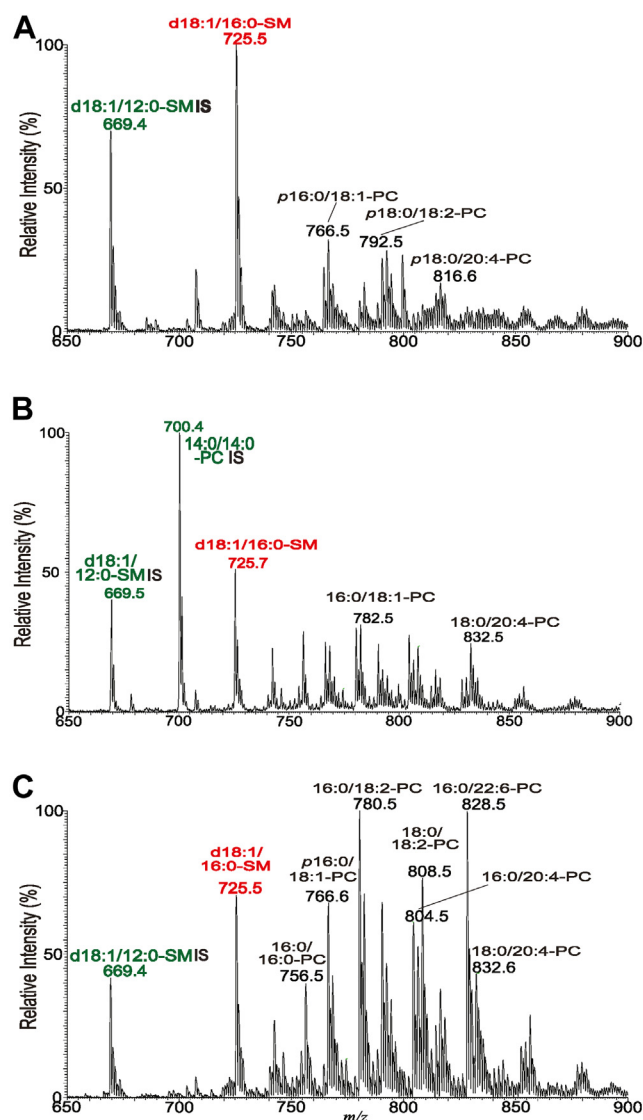 A
d18:1/16:0-SM
725.5
100
d18:1/12:0-SM IS
669.4
Relative Intensity (%)
50
p16:0/18:1-PC
766.5
p18:0/18:2-PC
792.5
p18:0/20:4-PC
816.6
0
650 700 750 800 850 900
B
700.4
100
14:0/14:0
-PC IS
Relative Intensity (%)
d18:1/
12:0-SM IS
669.5
d18:1/16:0-SM
725.7
50
16:0/18:1-PC
782.5
18:0/20:4-PC
832.5
0
650 700 750 800 850 900
C
16:0/18:2-PC
780.5
16:0/22:6-PC
828.5
100
d18:1/
16:0-SM
725.5
p16:0/
18:1-PC
766.6
18:0/
18:2-PC
808.5
16:0/20:4-PC
804.5
Relative Intensity (%)
d18:1/12:0-SM IS
669.4
50
16:0/
16:0-PC
756.5
18:0/20:4-PC
832.6
0
650 700 750 800 850 900
m/z